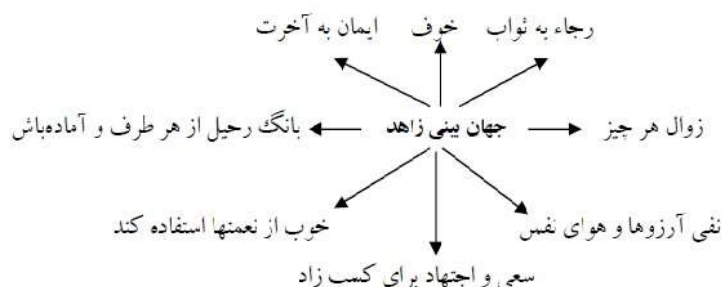 رجاء به ثواب
خوف
ایمان به آخرت
زوال هر چیز
جهان بینی زاهد
بانگ رحیل از هر طرف و آماده‌باش
نفی آرزوها و هوای نفس
خوب از نعمتها استفاده کند
سعی و اجتهاد برای کسب زاد